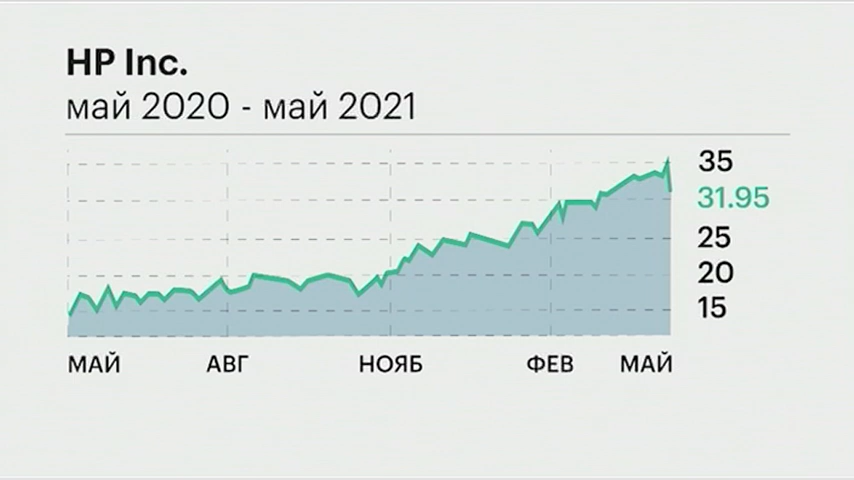 HP Inc.
май 2020 - май 2021
35
31.95
25
20
15
МАЙ АВГ НОЯБ ФЕВ МАЙ